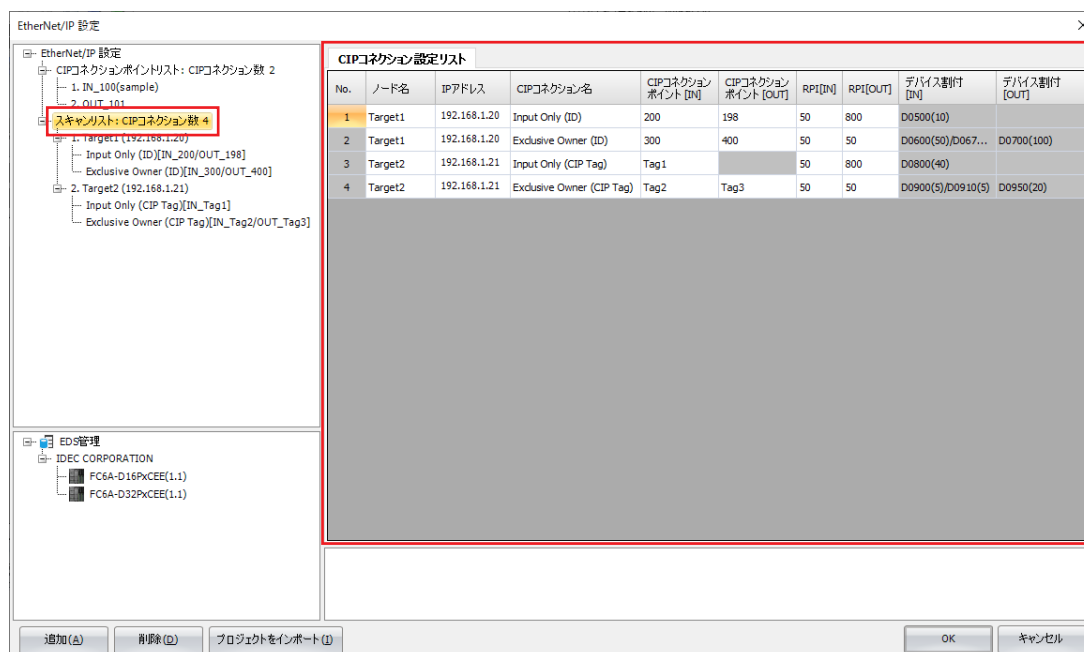 EtherNet/IP 設定
EtherNet/IP 設定
CIPコネクションポイントリスト: CIPコネクション数 2
1. IN_100(sample)
2. OUT_101
スキャンリスト: CIPコネクション数 4
1. Target1 (192.168.1.20)
Input Only (ID)[IN_200/OUT_198]
Exclusive Owner (ID)[IN_300/OUT_400]
2. Target2 (192.168.1.21)
Input Only (CIP Tag)[IN_Tag1]
Exclusive Owner (CIP Tag)[IN_Tag2/OUT_Tag3]
EDS管理
IDEC CORPORATION
FC6A-D16PxCEE(1.1)
FC6A-D32PxCEE(1.1)
CIPコネクション設定リスト
No. ノード名 IPアドレス CIPコネクション名 CIPコネクションポイント [IN] CIPコネクションポイント [OUT] RPI[IN] RPI[OUT] デバイス割付 [IN] デバイス割付 [OUT]
1 Target1 192.168.1.20 Input Only (ID) 200 198 50 800 D0500(10)
2 Target1 192.168.1.20 Exclusive Owner (ID) 300 400 50 50 D0600(50)/D067... D0700(100)
3 Target2 192.168.1.21 Input Only (CIP Tag) Tag1 50 800 D0800(40)
4 Target2 192.168.1.21 Exclusive Owner (CIP Tag) Tag2 Tag3 50 50 D0900(5)/D0910(5) D0950(20)
追加(A) 削除(D) プロジェクトをインポート(I) OK キャンセル